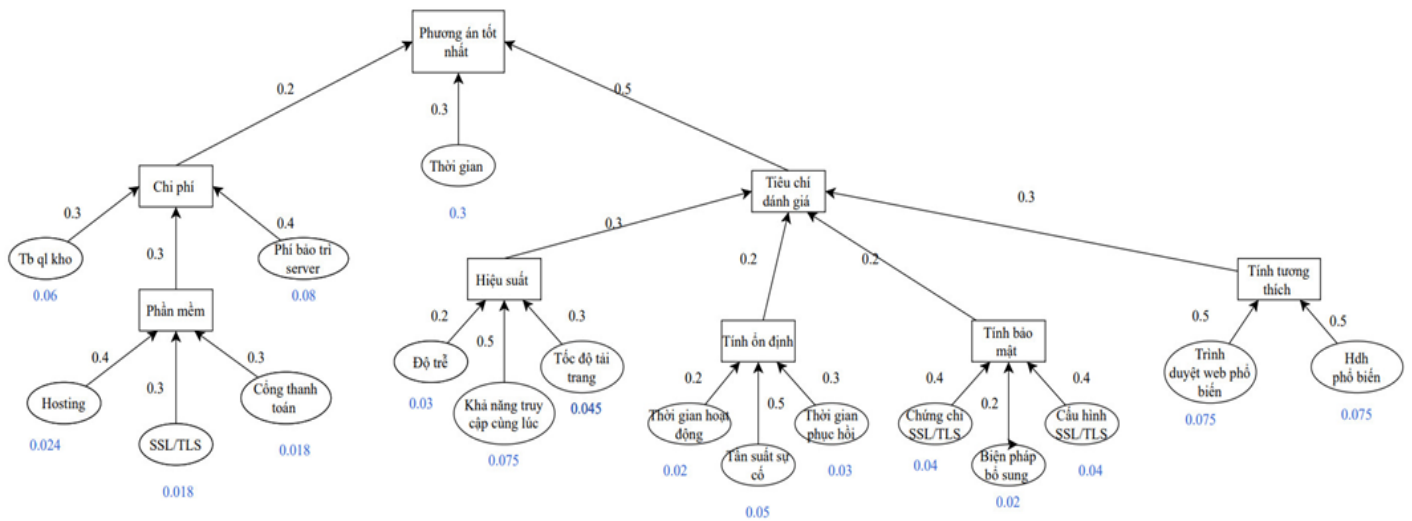 Phương án tốt
nhất
0.2
0.3
0.5
Chi phí
Thời gian
0.3
Tiêu chí
dánh giá
0.3
0.3
0.4
Tb ql kho
0.06
Phí bảo trì
server
0.08
Phần mềm
0.4
0.3
0.3
Hosting
0.024
SSL/TLS
0.018
Cổng thanh
toán
0.018
0.3
0.2
0.2
0.3
Hiệu suất
0.2
0.5
0.3
Độ trễ
0.03
Khả năng truy
cập cùng lúc
0.075
Tốc độ tải
trang
0.045
Tính ổn định
0.2
0.5
0.3
Thời gian hoạt
động
0.02
Tần suất sự
cố
0.05
Thời gian
phục hồi
0.03
Tính bảo
mật
0.4
0.2
0.4
Chứng chỉ
SSL/TLS
0.04
Biện pháp
bổ sung
0.02
Cấu hình
SSL/TLS
0.04
Tính tương
thích
0.5
0.5
Trình
duyệt web phổ
biến
0.075
Hdh
phổ biến
0.075